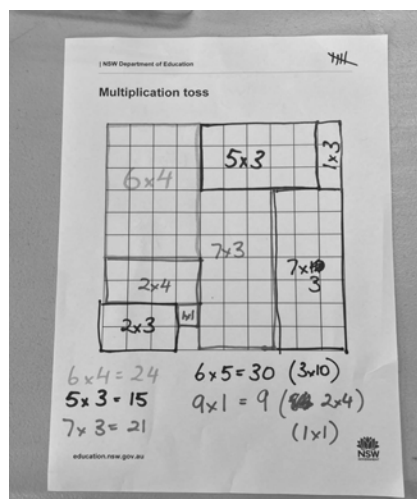 | NSW Department of Education
Multiplication toss
6x4
5x3
1x3
7x3
7x
3
2x4
2x3
1x1
6x4=24
5x3=15
7x3=21
6x5=30 (3x10)
9x1=9 (2x4)
(1x1)
education.nsw.gov.au
NSW